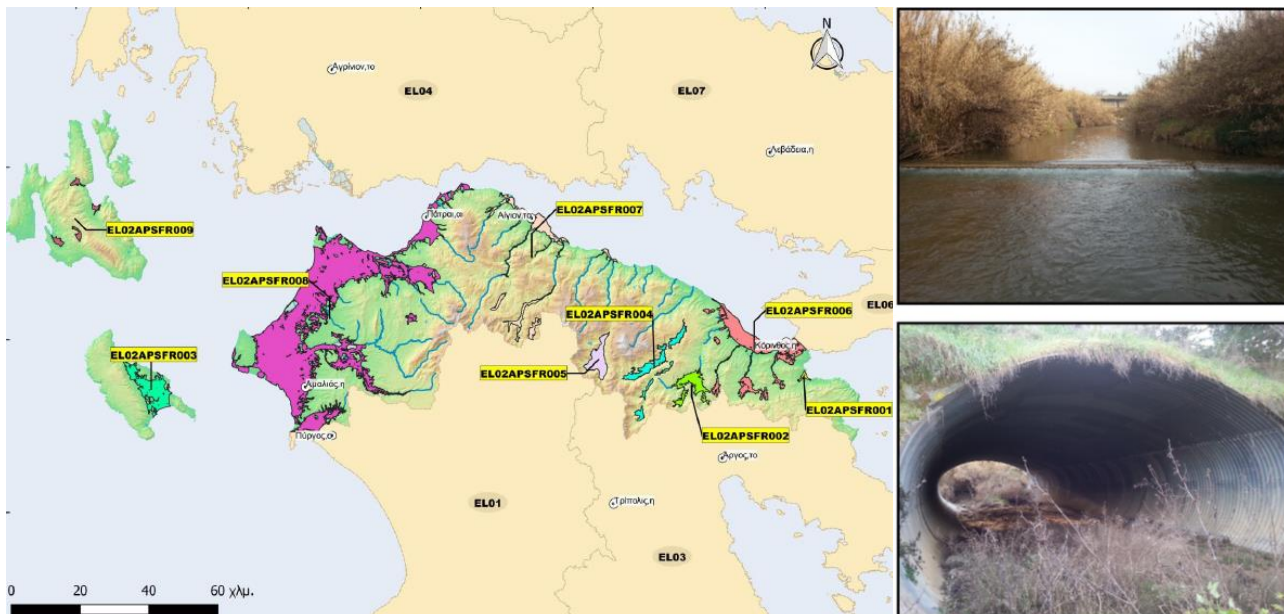 N
Αγρίνιον,το
EL04
EL07
Λεβάδεια,η
Πάτραι,οι
Αίγιον,το
EL02APSFR007
EL02APSFR009
EL02APSFR008
EL02APSFR004
EL02APSFR006
EL06
Κόρινθος,η
EL02APSFR003
EL02APSFR005
Αμαλιάς,η
EL02APSFR001
EL02APSFR002
Πύργος,ο
Άργος,το
EL01
Τρίπολις,η
EL03
0 20 40 60 χλμ.